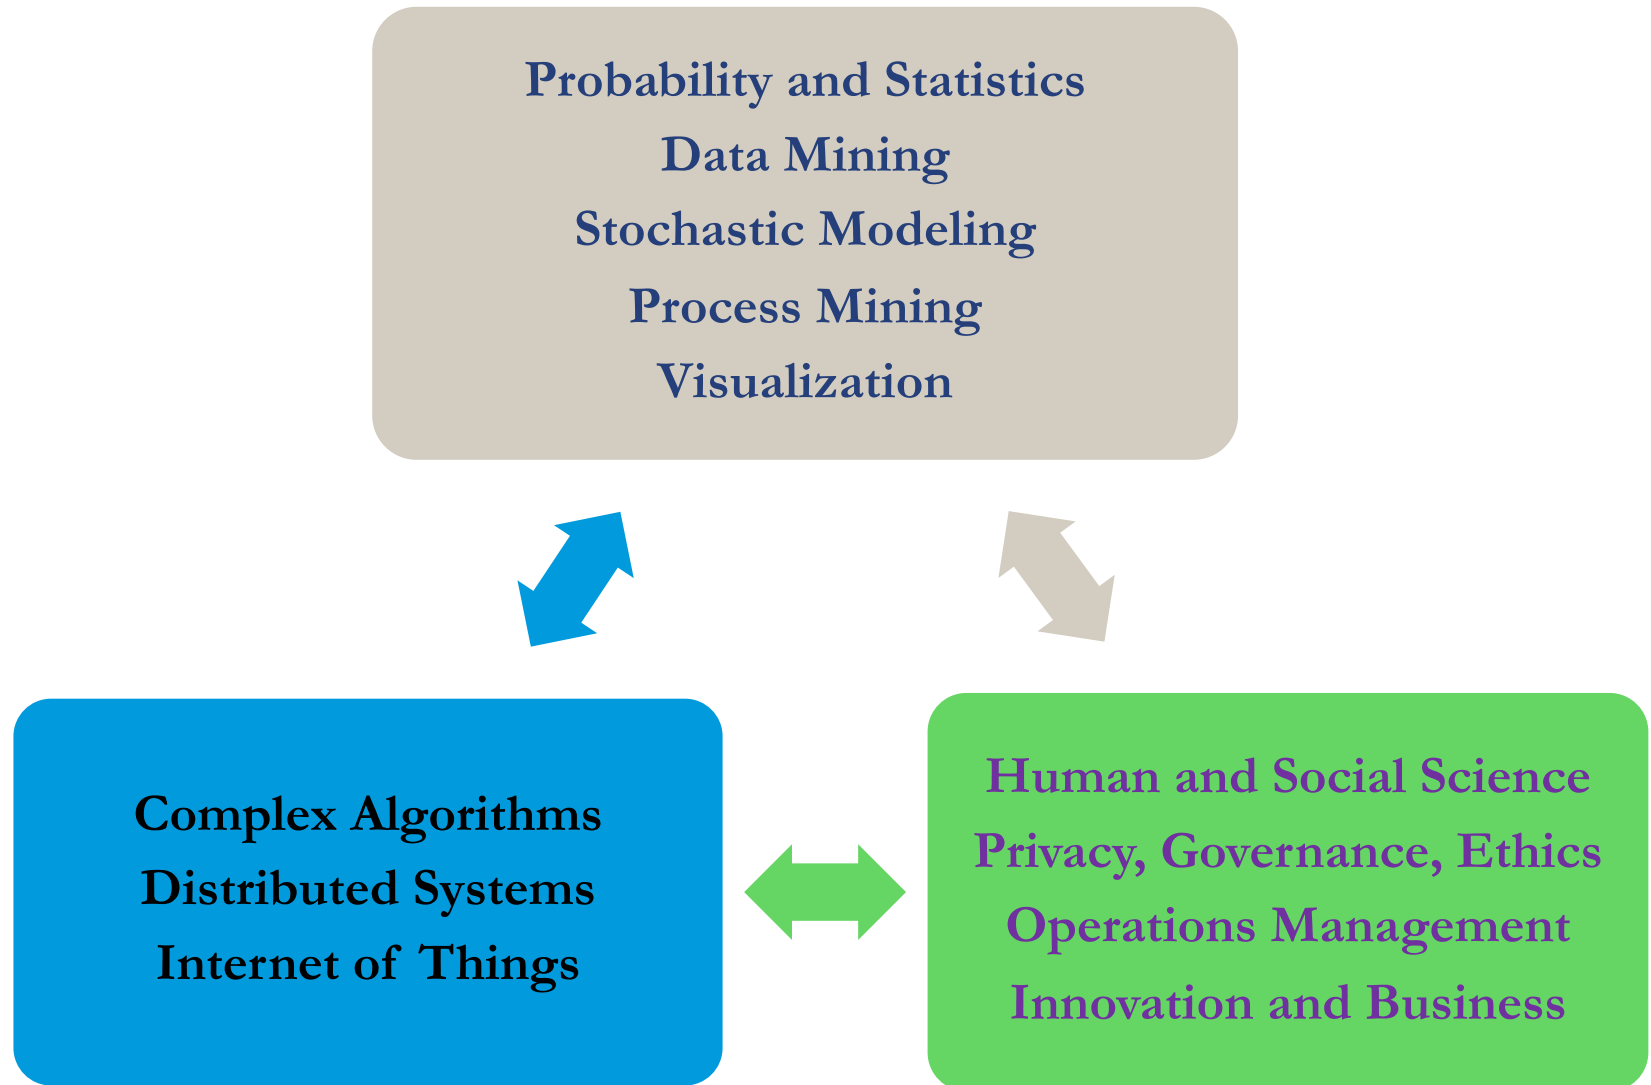 Probability and Statistics
Data Mining
Stochastic Modeling
Process Mining
Visualization
Complex Algorithms
Distributed Systems
Internet of Things
Human and Social Science
Privacy, Governance, Ethics
Operations Management
Innovation and Business